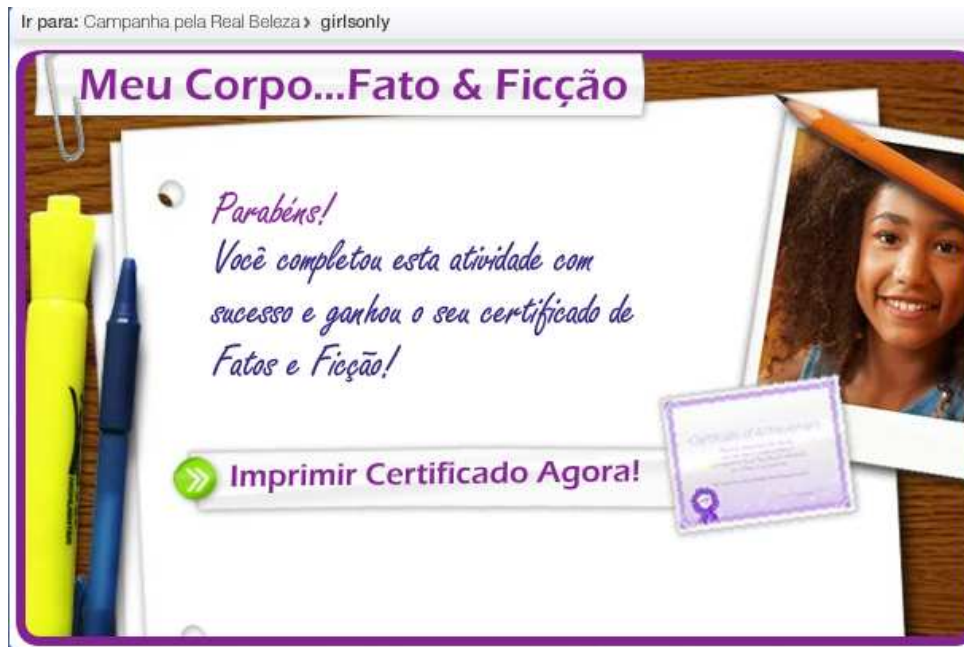 Ir para: Campanha pela Real Beleza › girlsonly
Meu Corpo...Fato & Ficção
Parabéns!
Você completou esta atividade com
sucesso e ganhou o seu certificado de
Fatos e Ficção!
Imprimir Certificado Agora!